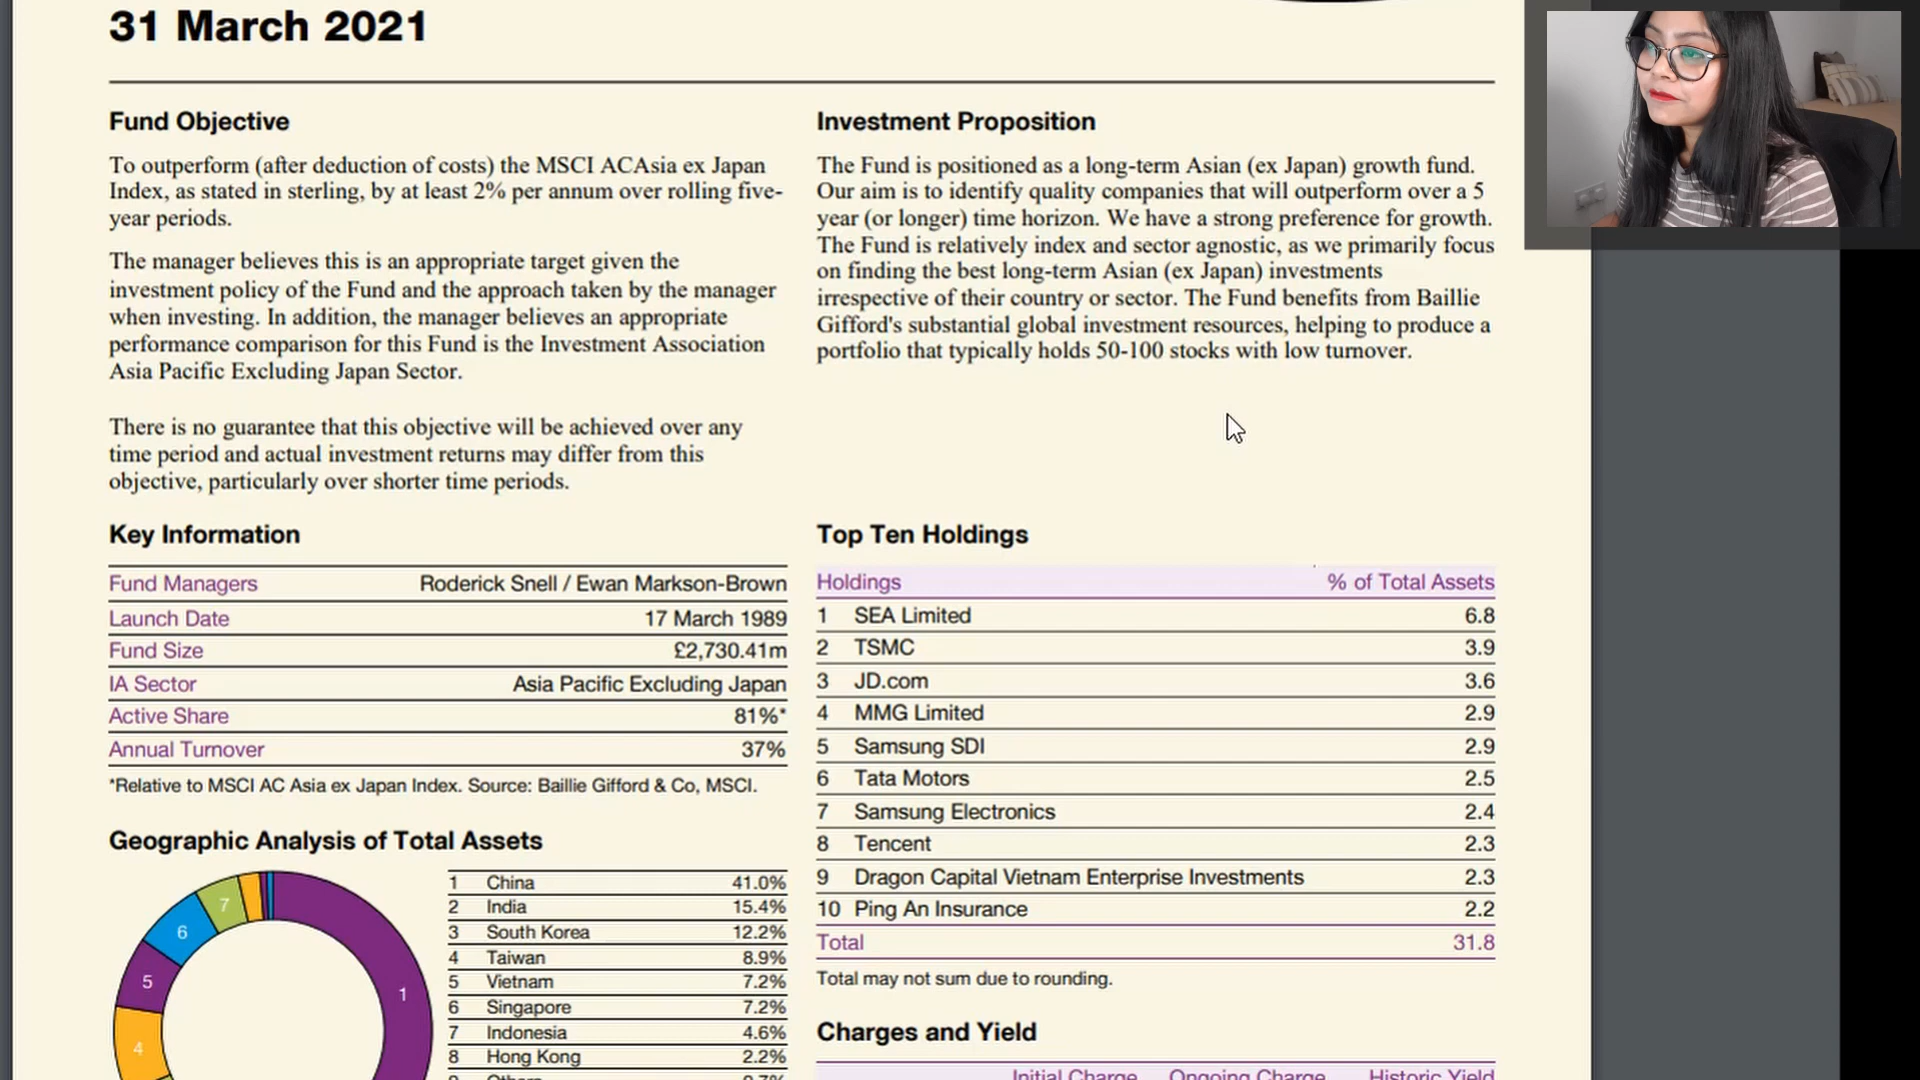 31 March 2021
Fund Objective
To outperform (after deduction of costs) the MSCI ACAsia ex Japan
Index, as stated in sterling, by at least 2% per annum over rolling five-
year periods.
The manager believes this is an appropriate target given the
investment policy of the Fund and the approach taken by the manager
when investing. In addition, the manager believes an appropriate
performance comparison for this Fund is the Investment Association
Asia Pacific Excluding Japan Sector.
There is no guarantee that this objective will be achieved over any
time period and actual investment returns may differ from this
objective, particularly over shorter time periods.
Investment Proposition
The Fund is positioned as a long-term Asian (ex Japan) growth fund.
Our aim is to identify quality companies that will outperform over a 5
year (or longer) time horizon. We have a strong preference for growth.
The Fund is relatively index and sector agnostic, as we primarily focus
on finding the best long-term Asian (ex Japan) investments
irrespective of their country or sector. The Fund benefits from Baillie
Gifford's substantial global investment resources, helping to produce a
portfolio that typically holds 50-100 stocks with low turnover.
Key Information
Fund Managers Roderick Snell / Ewan Markson-Brown
Launch Date 17 March 1989
Fund Size £2,730.41m
IA Sector Asia Pacific Excluding Japan
Active Share 81%*
Annual Turnover 37%
*Relative to MSCI AC Asia ex Japan Index. Source: Baillie Gifford & Co, MSCI.
Geographic Analysis of Total Assets
1 China 41.0%
2 India 15.4%
3 South Korea 12.2%
4 Taiwan 8.9%
5 Vietnam 7.2%
6 Singapore 7.2%
7 Indonesia 4.6%
8 Hong Kong 2.2%
7
6
5
4
1
Top Ten Holdings
Holdings % of Total Assets
1 SEA Limited 6.8
2 TSMC 3.9
3 JD.com 3.6
4 MMG Limited 2.9
5 Samsung SDI 2.9
6 Tata Motors 2.5
7 Samsung Electronics 2.4
8 Tencent 2.3
9 Dragon Capital Vietnam Enterprise Investments 2.3
10 Ping An Insurance 2.2
Total 31.8
Total may not sum due to rounding.
Charges and Yield
Initial Charge Ongoing Charge Historic Yield